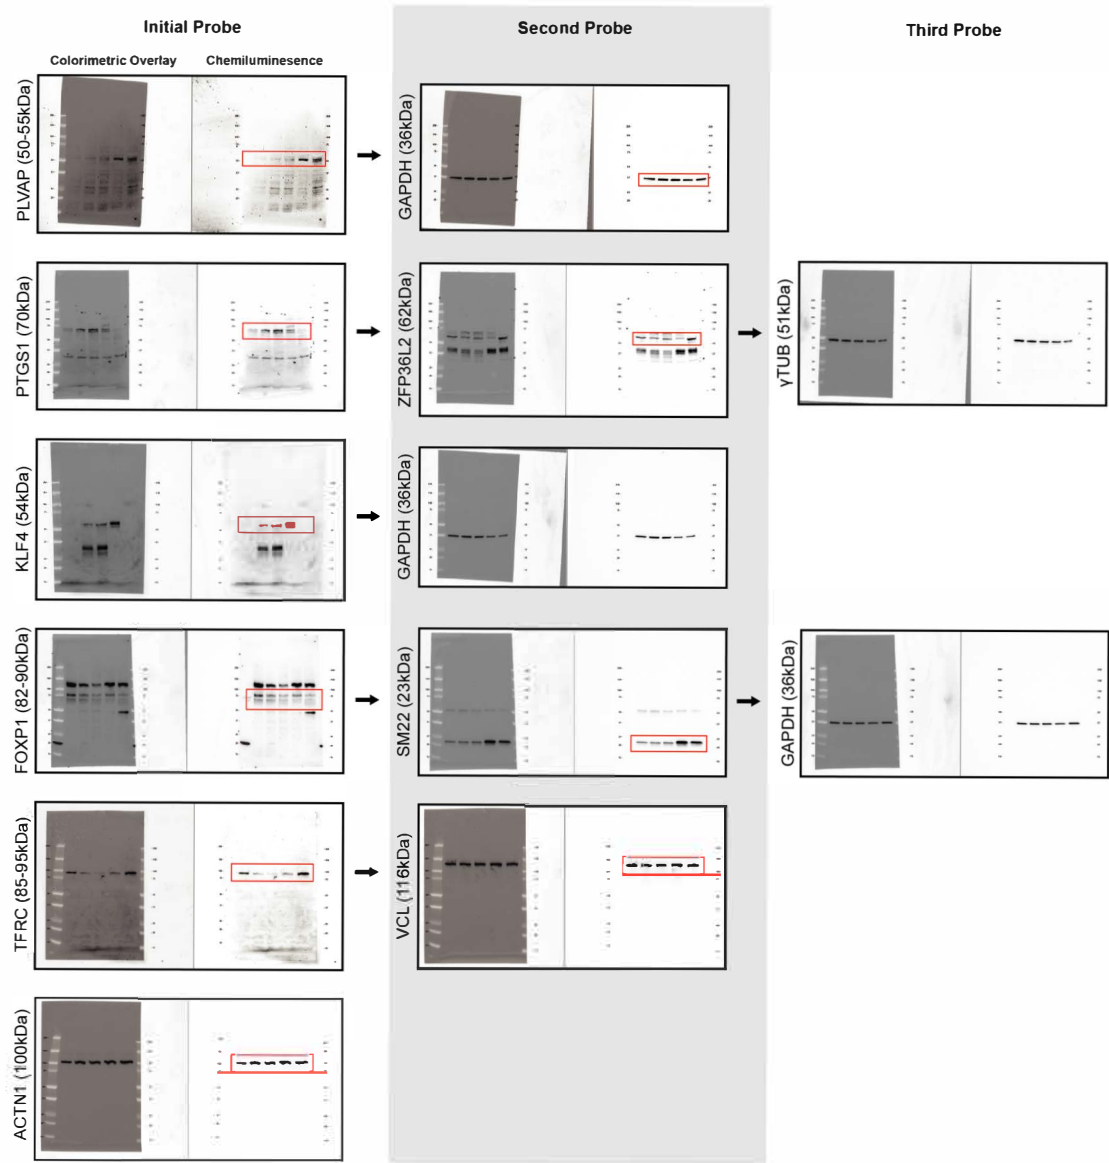 Initial Probe
Second Probe
Third Probe
Colorimetric Overlay
Chemiluminesence
PLVAP (50-55kDa)
GAPDH (36kDa)
PTGS1 (70kDa)
ZFP36L2 (62kDa)
γTUB (51kDa)
KLF4 (54kDa)
GAPDH (36kDa)
FOXP1 (82-90kDa)
SM22 (23kDa)
GAPDH (36kDa)
TFRC (85-95kDa)
VCL (116kDa)
ACTN1 (100kDa)